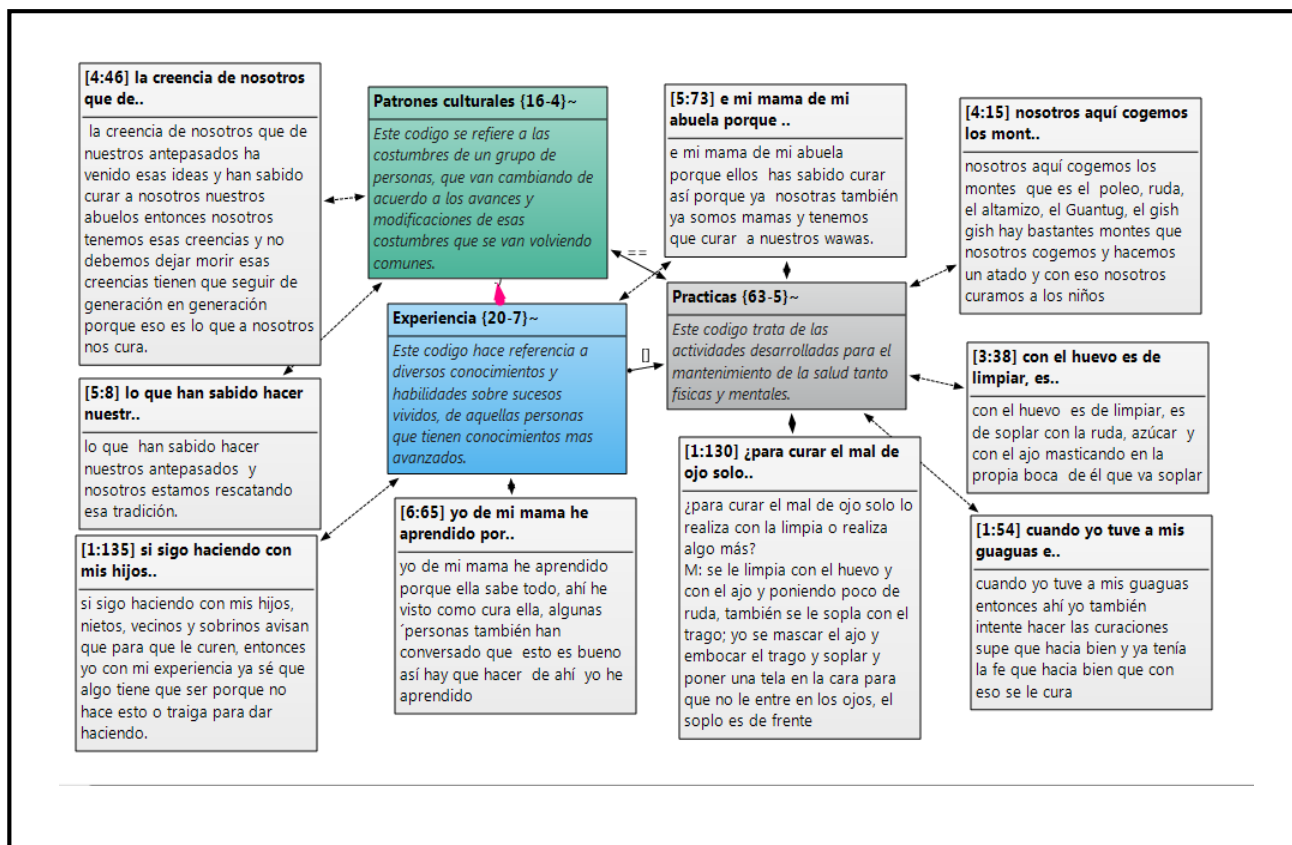 [4:46] la creencia de nosotros
que de..
la creencia de nosotros que de
nuestros antepasados ha
venido esas ideas y han sabido
curar a nosotros nuestros
abuelos entonces nosotros
tenemos esas creencias y no
debemos dejar morir esas
creencias tienen que seguir de
generación en generación
porque eso es lo que a nosotros
nos cura.
[5:8] lo que han sabido hacer
nuestr..
lo que han sabido hacer
nuestros antepasados y
nosotros estamos rescatando
esa tradición.
[1:135] si sigo haciendo con
mis hijos..
si sigo haciendo con mis hijos,
nietos, vecinos y sobrinos avisan
que para que le curen, entonces
yo con mi experiencia ya sé que
algo tiene que ser porque no
hace esto o traiga para dar
haciendo.
Patrones culturales {16-4}~
Este codigo se refiere a las
costumbres de un grupo de
personas, que van cambiando de
acuerdo a los avances y
modificaciones de esas
costumbres que se van volviendo
comunes.
Experiencia {20-7}~
Este codigo hace referencia a
diversos conocimientos y
habilidades sobre sucesos
vividos, de aquellas personas
que tienen conocimientos mas
avanzados.
[6:65] yo de mi mama he
aprendido por..
yo de mi mama he aprendido
porque ella sabe todo, ahí he
visto como cura ella, algunas
´personas también han
conversado que esto es bueno
así hay que hacer de ahí yo he
aprendido
==
[]
[5:73] e mi mama de mi
abuela porque ..
e mi mama de mi abuela
porque ellos has sabido curar
así porque ya nosotras también
ya somos mamas y tenemos
que curar a nuestros wawas.
Practicas {63-5}~
Este codigo trata de las
actividades desarrolladas para el
mantenimiento de la salud tanto
físicas y mentales.
[1:130] ¿para curar el mal de
ojo solo..
¿para curar el mal de ojo solo lo
realiza con la limpia o realiza
algo más?
M: se le limpia con el huevo y
con el ajo y poniendo poco de
ruda, también se le sopla con el
trago; yo se mascar el ajo y
embocar el trago y soplar y
poner una tela en la cara para
que no le entre en los ojos, el
soplo es de frente
[4:15] nosotros aquí cogemos
los mont..
nosotros aquí cogemos los
montes que es el poleo, ruda,
el altamizo, el Guantug, el gish
gish hay bastantes montes que
nosotros cogemos y hacemos
un atado y con eso nosotros
curamos a los niños
[3:38] con el huevo es de
limpiar, es..
con el huevo es de limpiar, es
de soplar con la ruda, azúcar y
con el ajo masticando en la
propia boca de él que va soplar
[1:54] cuando yo tuve a mis
guaguas e..
cuando yo tuve a mis guaguas
entonces ahí yo también
intente hacer las curaciones
supe que hacia bien y ya tenía
la fe que hacia bien que con
eso se le cura